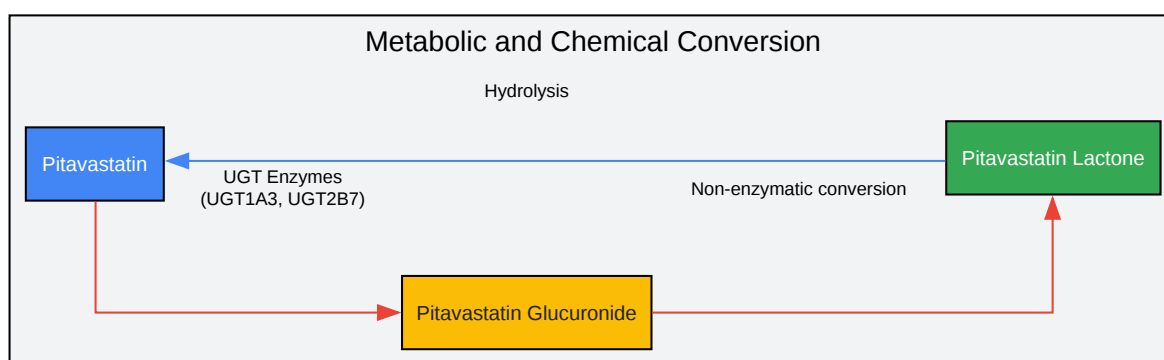 Metabolic and Chemical Conversion
Hydrolysis
Pitavastatin
Pitavastatin Lactone
UGT Enzymes
(UGT1A3, UGT2B7)
Non-enzymatic conversion
Pitavastatin Glucuronide